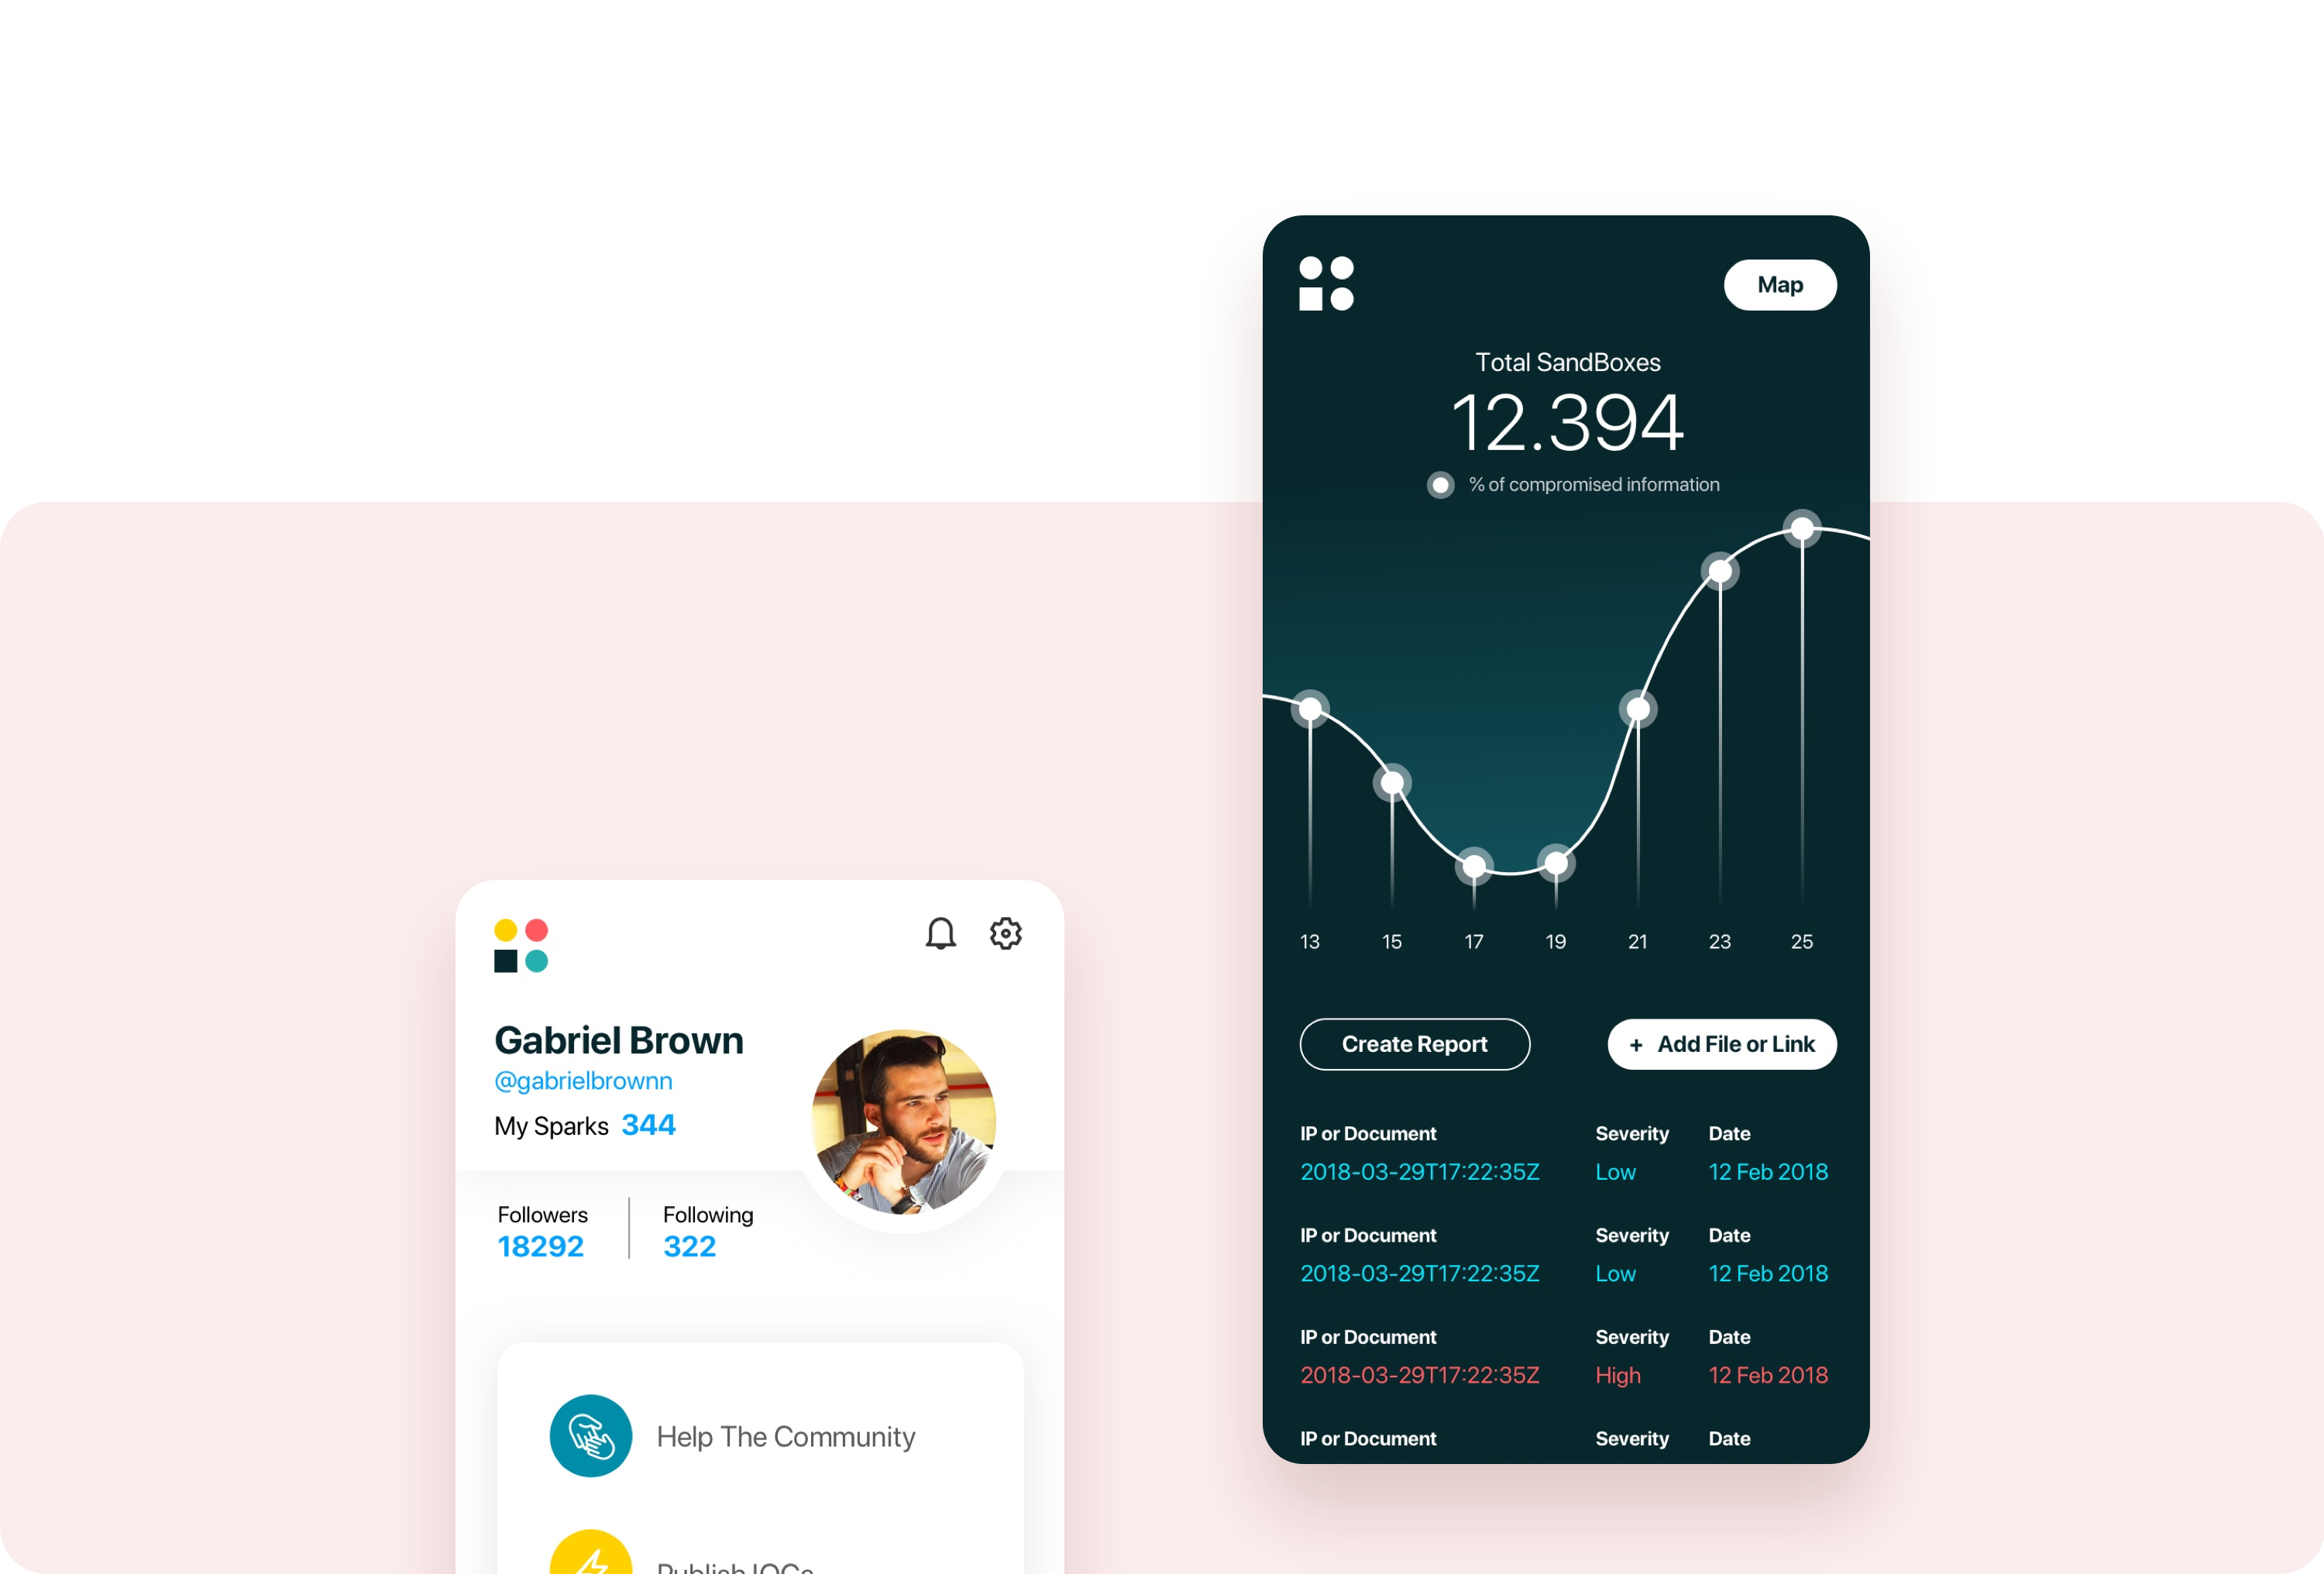 Map
Total SandBoxes
12.394
% of compromised information
13 15 17 19 21 23 25
Create Report
+ Add File or Link
IP or Document Severity Date
2018-03-29T17:22:35Z Low 12 Feb 2018
IP or Document Severity Date
2018-03-29T17:22:35Z Low 12 Feb 2018
IP or Document Severity Date
2018-03-29T17:22:35Z High 12 Feb 2018
IP or Document Severity Date
Gabriel Brown
@gabrielbrownn
My Sparks 344
Followers Following
18292 322
Help The Community
Publish IOCs